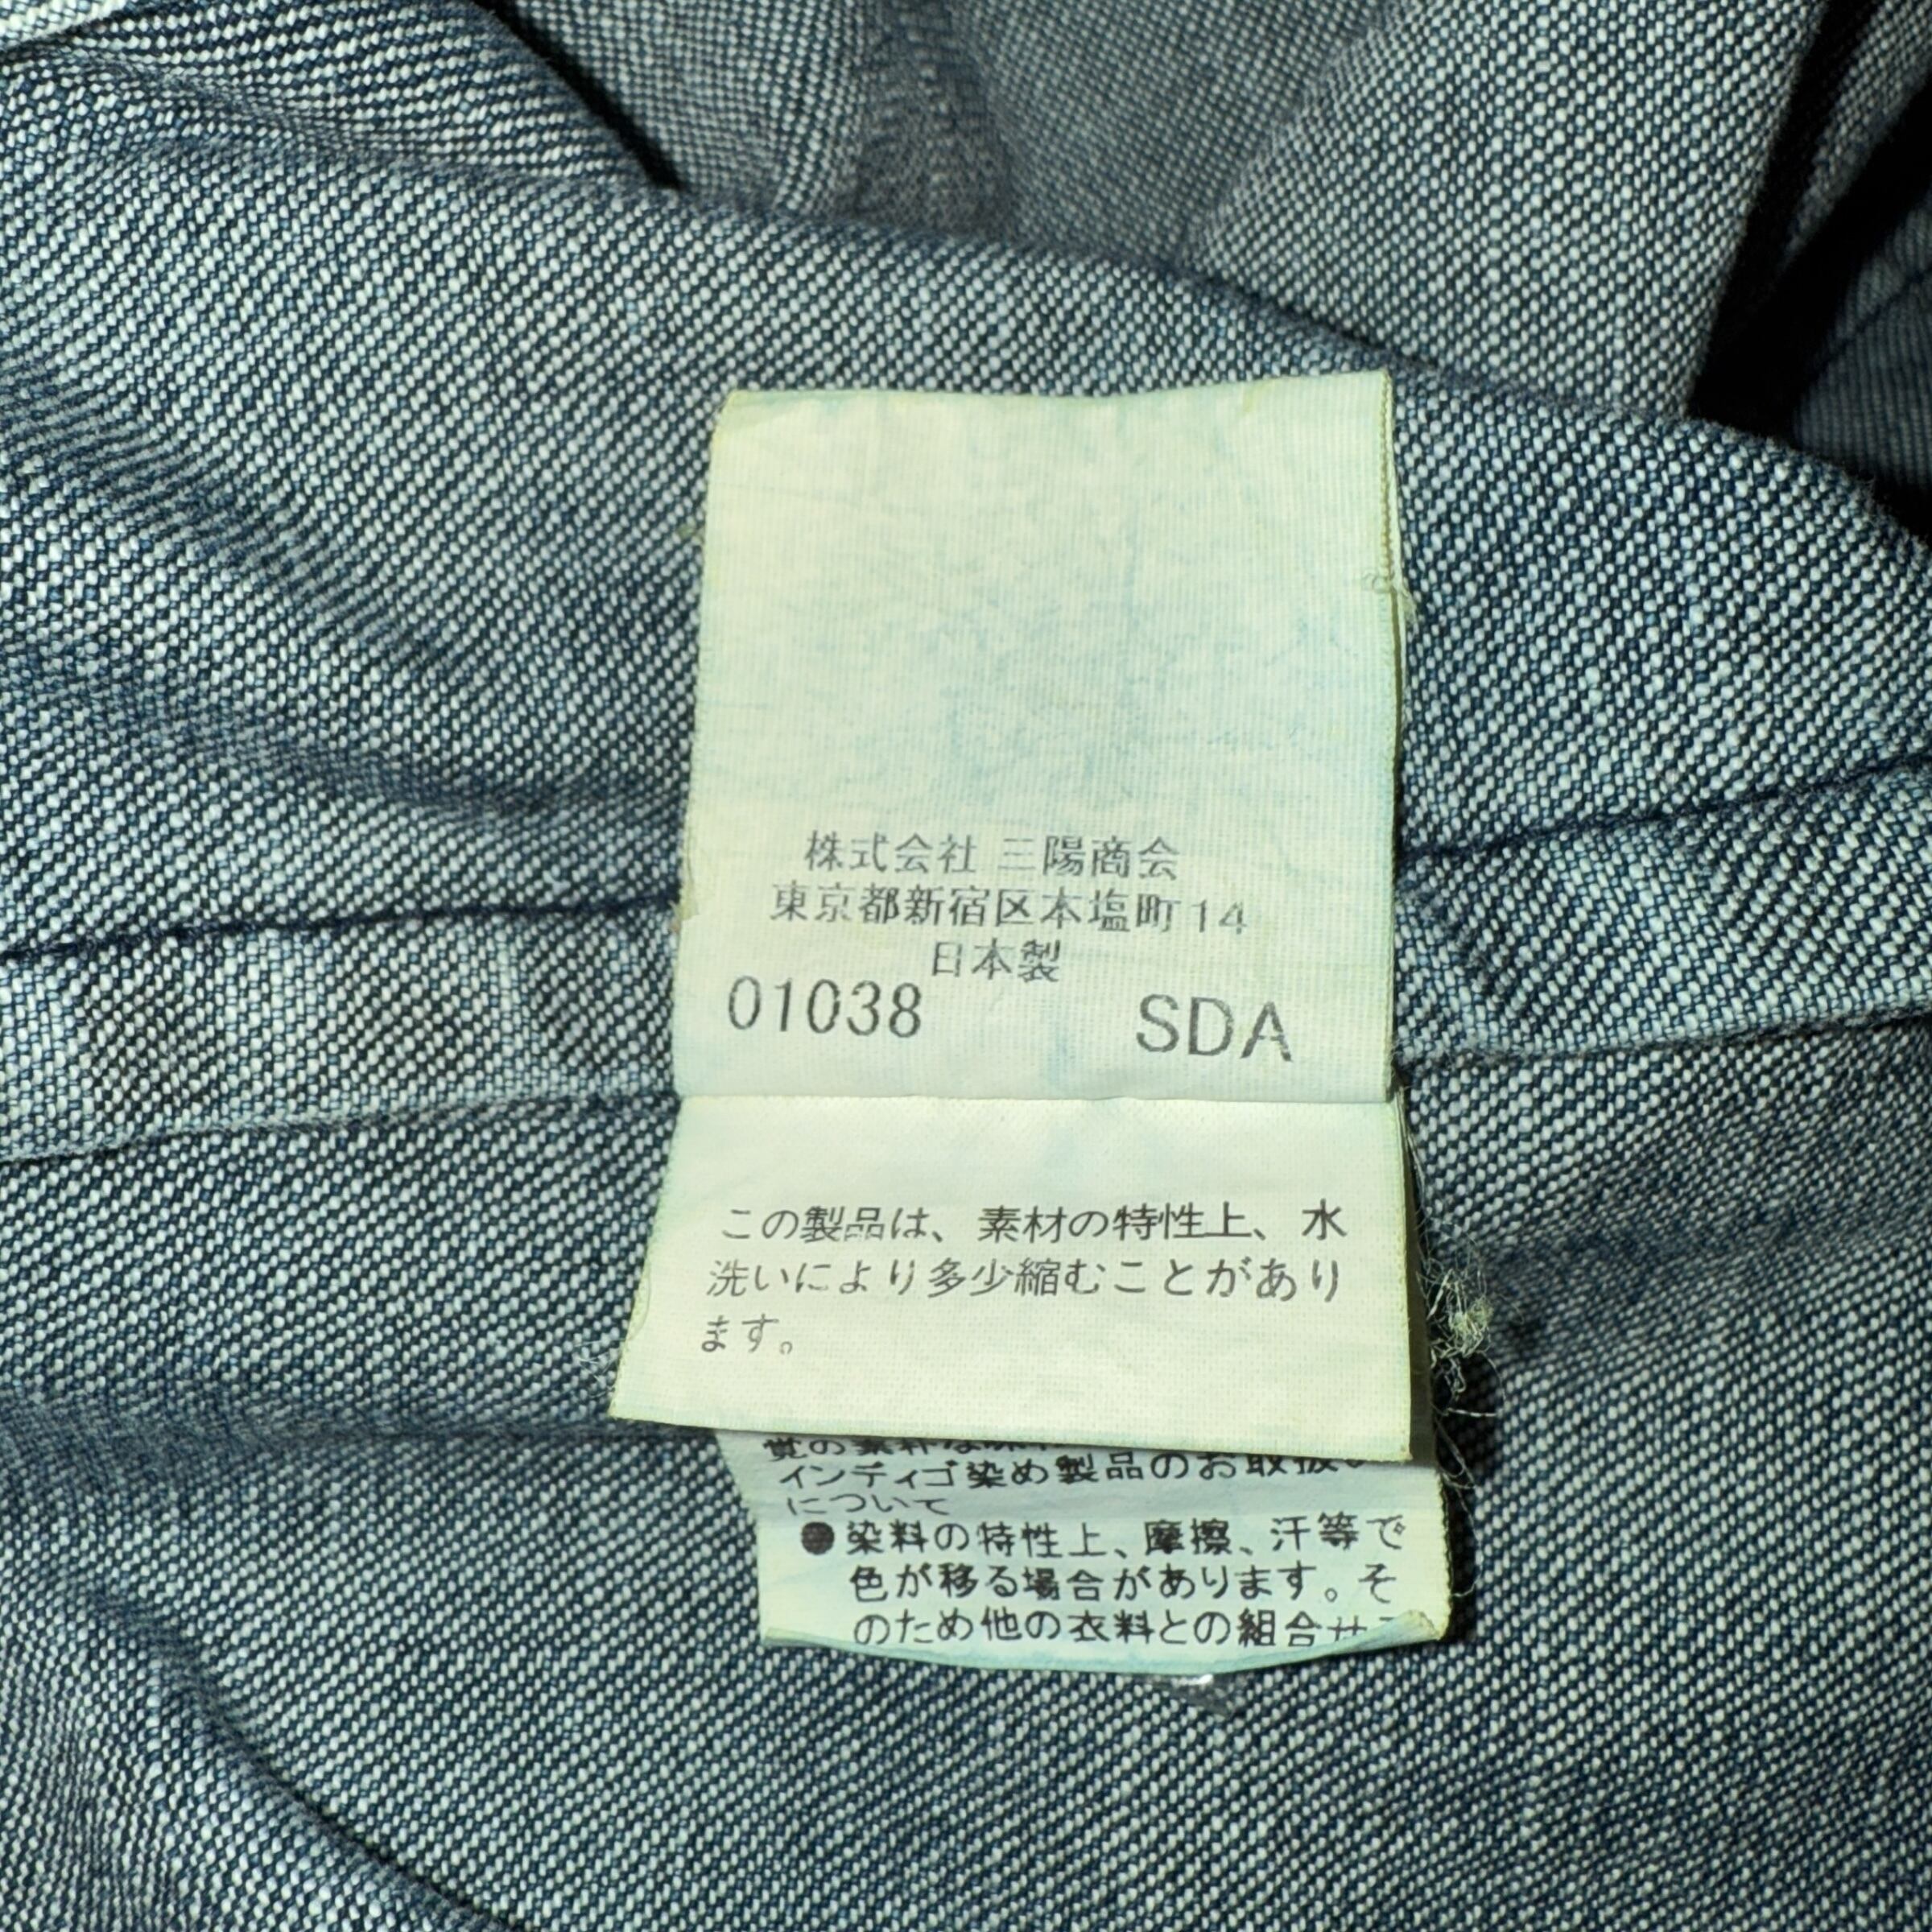 株式会社 三陽商会
東京都新宿区本塩町14
日本製
01038 SDA
この製品は、素材の特性上、水
洗いにより多少縮むことがあり
ます。
インディゴ染め製品のお取扱い
について
●染料の特性上、摩擦、汗等で
色が移る場合があります。そ
のため他の衣料との組合せ